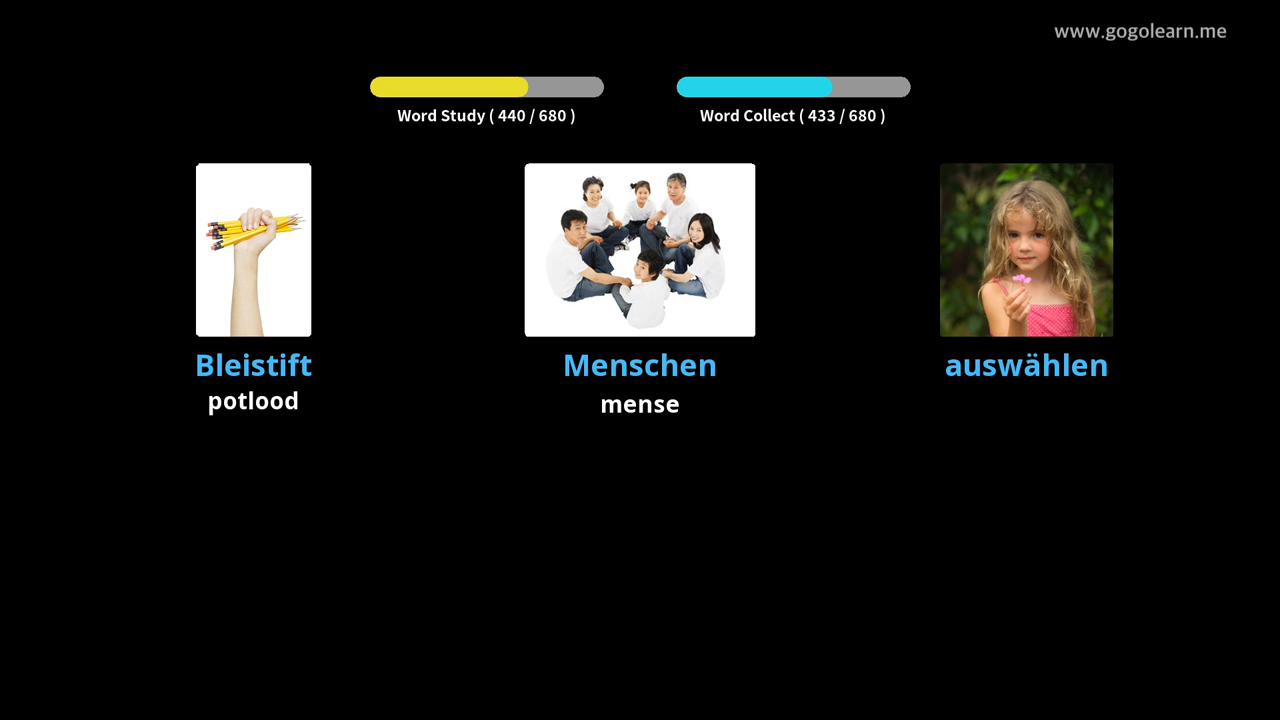 www.gogolearn.me
Word Study ( 440 / 680 )
Word Collect ( 433 / 680 )
Bleistift
potlood
Menschen
mense
auswählen